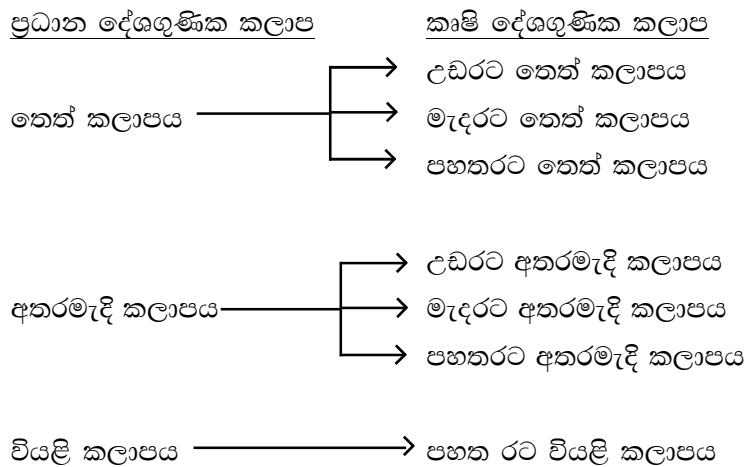 ප්‍රධාන දේශගුණික කලාප
කෘෂි දේශගුණික කලාප
උඩරට තෙත් කලාපය
තෙත් කලාපය
මැදරට තෙත් කලාපය
පහතරට තෙත් කලාපය
උඩරට අතරමැදි කලාපය
අතරමැදි කලාපය
මැදරට අතරමැදි කලාපය
පහතරට අතරමැදි කලාපය
වියළි කලාපය
පහත රට වියළි කලාපය